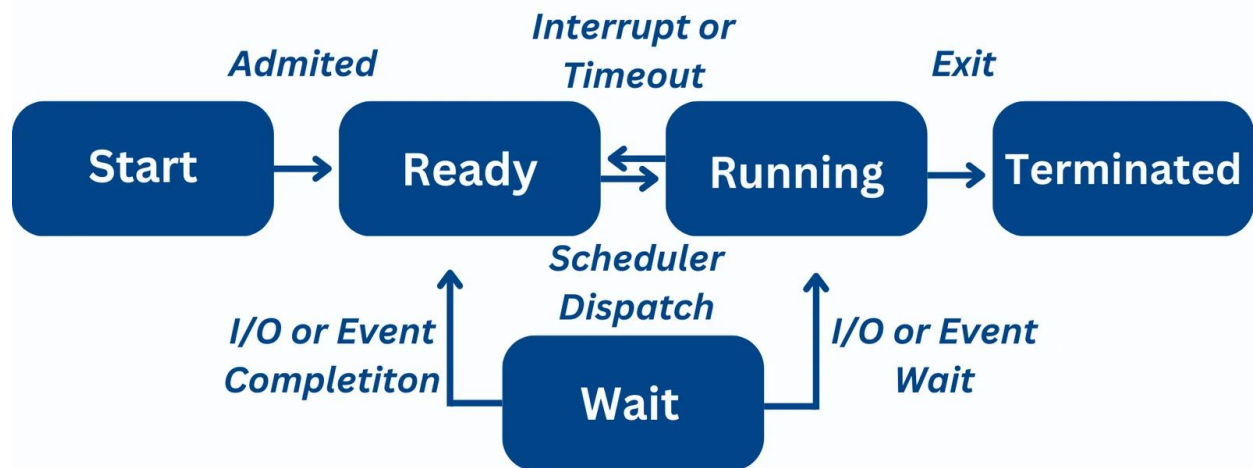 Interrupt or
Timeout
Admited
Exit
Start
Ready
Running
Terminated
Scheduler
Dispatch
I/O or Event
Completiton
I/O or Event
Wait
Wait